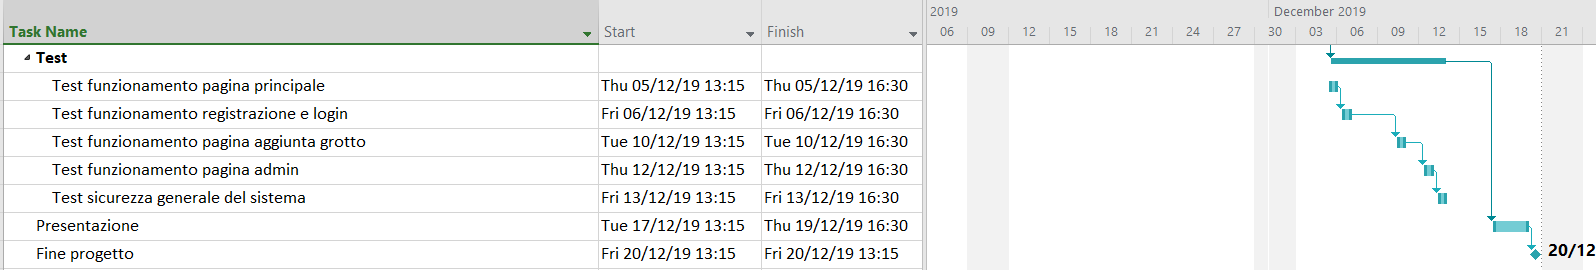 2019 December 2019
Task Name Start Finish 06 09 12 15 18 21 24 27 30 03 06 09 12 15 18 21
Test
Test funzionamento pagina principale Thu 05/12/19 13:15 Thu 05/12/19 16:30
Test funzionamento registrazione e login Fri 06/12/19 13:15 Fri 06/12/19 16:30
Test funzionamento pagina aggiunta grotto Tue 10/12/19 13:15 Tue 10/12/19 16:30
Test funzionamento pagina admin Thu 12/12/19 13:15 Thu 12/12/19 16:30
Test sicurezza generale del sistema Fri 13/12/19 13:15 Fri 13/12/19 16:30
Presentazione Tue 17/12/19 13:15 Thu 19/12/19 16:30
Fine progetto Fri 20/12/19 13:15 Fri 20/12/19 13:15 20/12